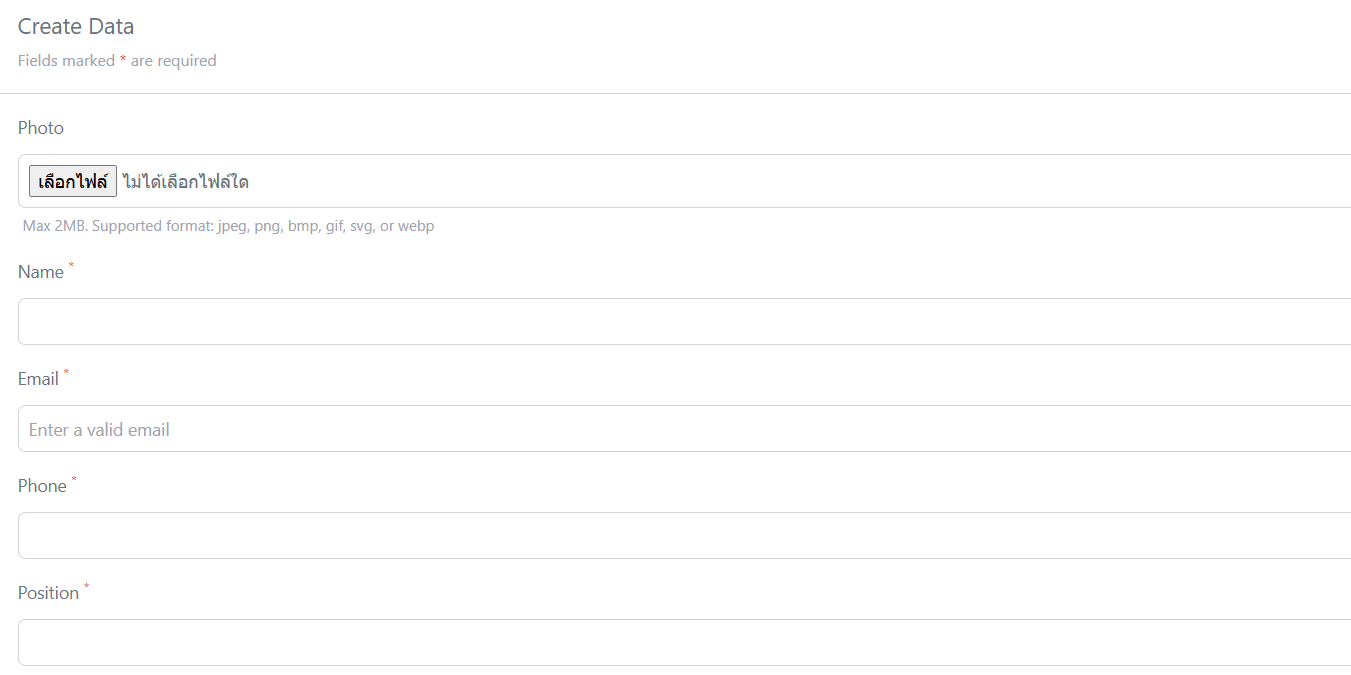 Create Data
Fields marked * are required
Photo
เลือกไฟล์ ไม่ได้เลือกไฟล์ใด
Max 2MB. Supported format: jpeg, png, bmp, gif, svg, or webp
Name *
Email *
Enter a valid email
Phone *
Position *